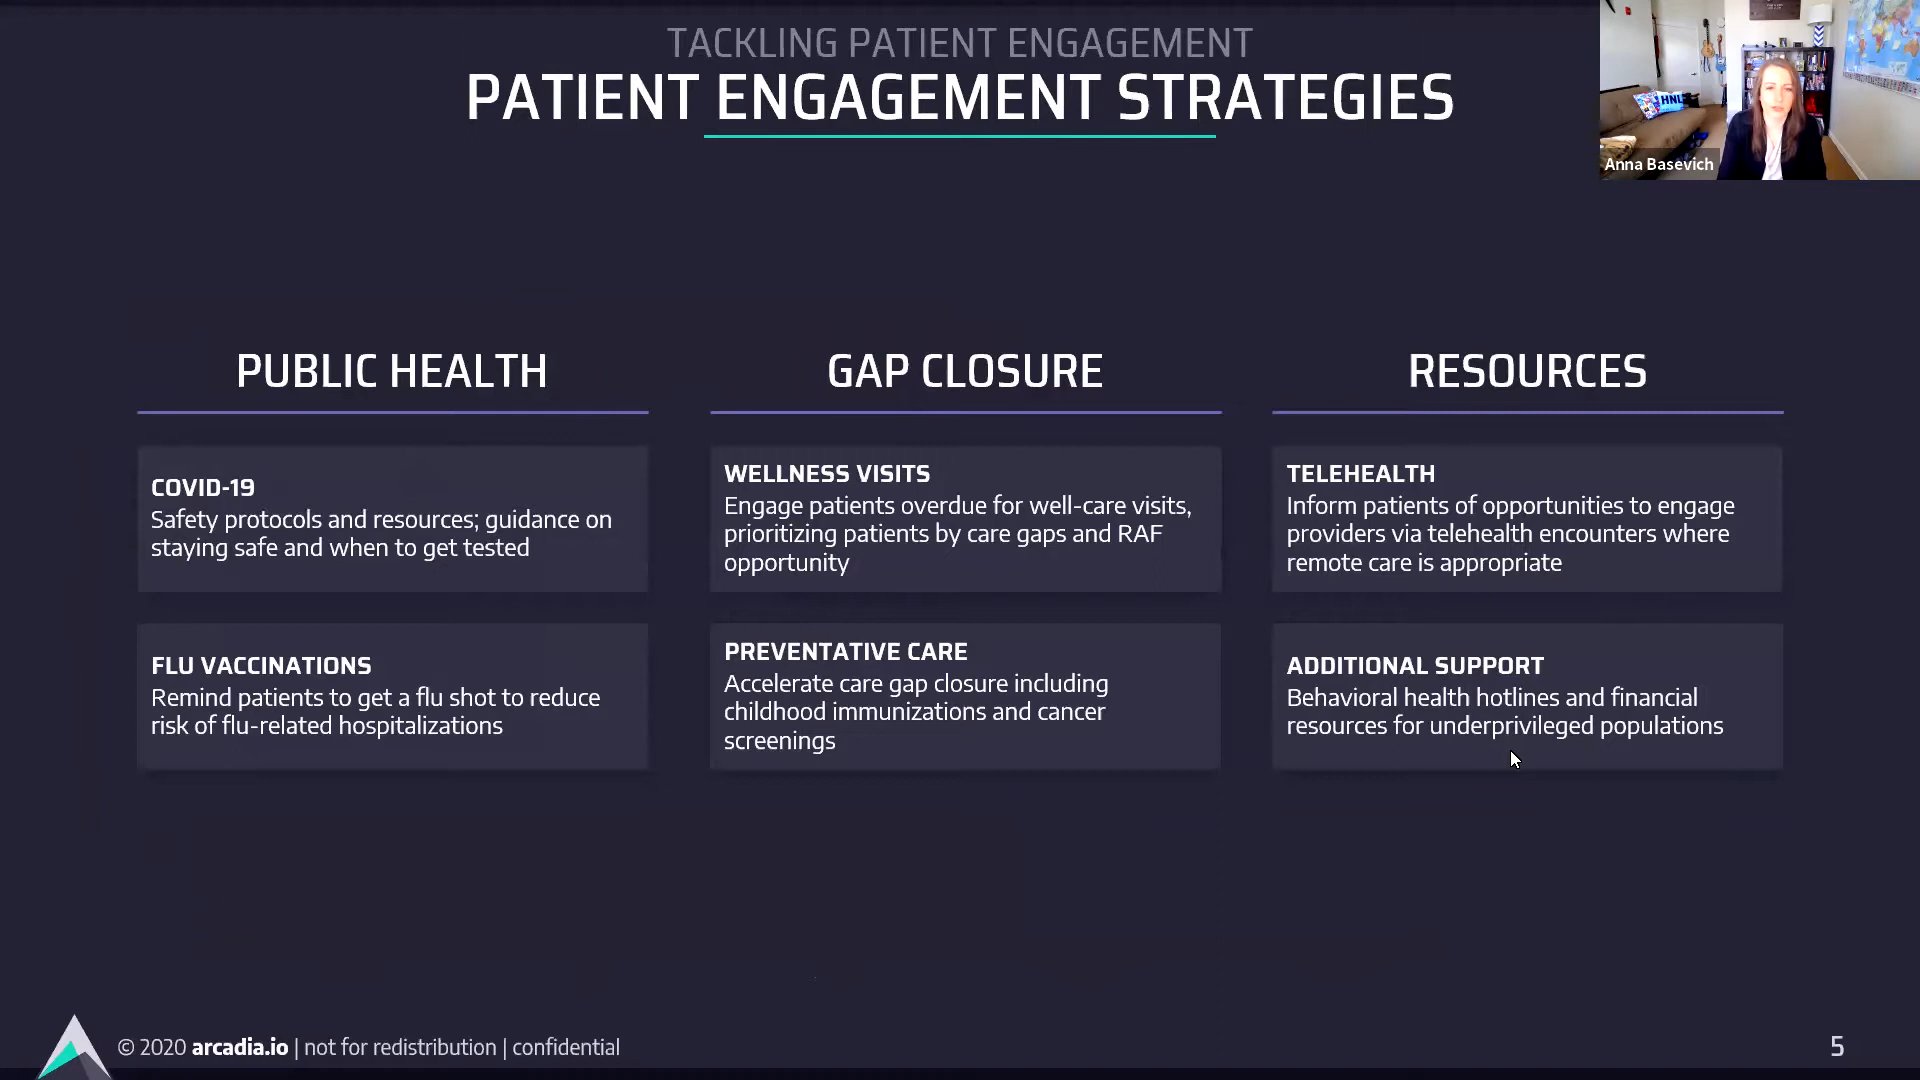 TACKLING PATIENT ENGAGEMENT
PATIENT ENGAGEMENT STRATEGIES
HNL
Anna Basevich
PUBLIC HEALTH
COVID-19
Safety protocols and resources; guidance on
staying safe and when to get tested
FLU VACCINATIONS
Remind patients to get a flu shot to reduce
risk of flu-related hospitalizations
GAP CLOSURE
WELLNESS VISITS
Engage patients overdue for well-care visits,
prioritizing patients by care gaps and RAF
opportunity
PREVENTATIVE CARE
Accelerate care gap closure including
childhood immunizations and cancer
screenings
RESOURCES
TELEHEALTH
Inform patients of opportunities to engage
providers via telehealth encounters where
remote care is appropriate
ADDITIONAL SUPPORT
Behavioral health hotlines and financial
resources for underprivileged populations
© 2020 arcadia.io | not for redistribution | confidential
5